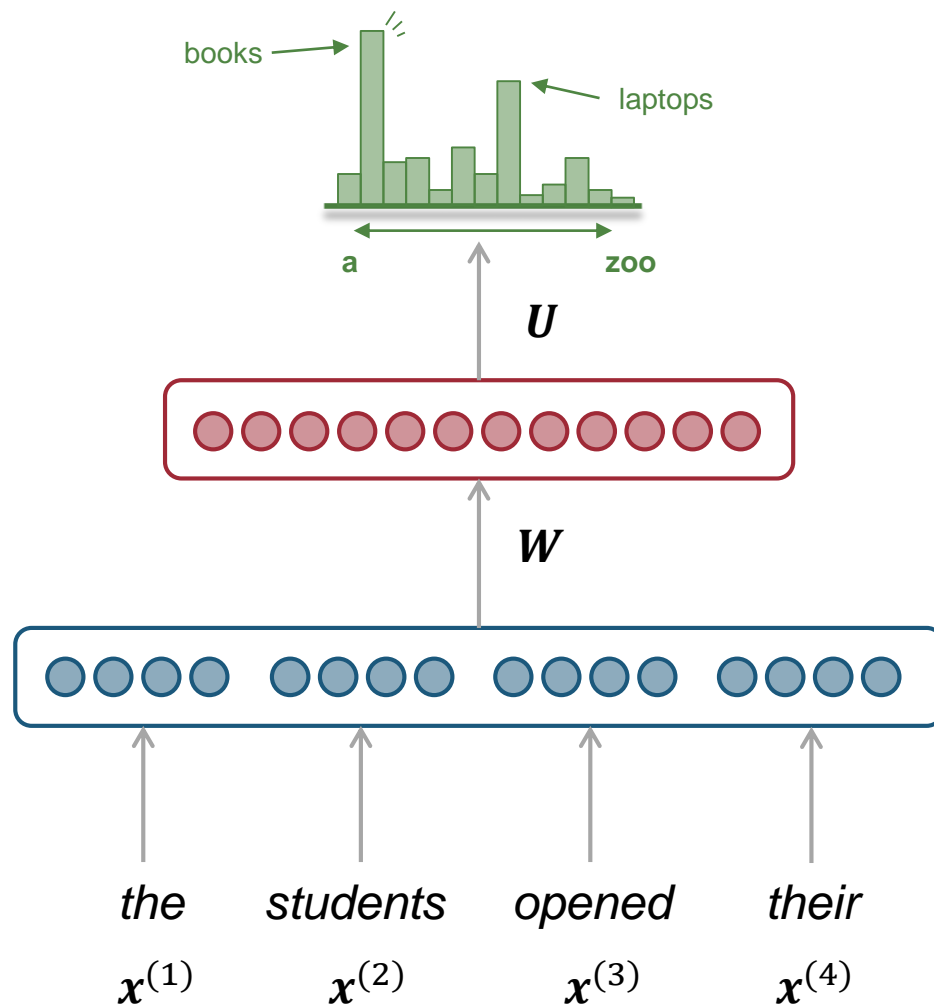 books
laptops
a zoo
U
W
the students opened their
x^{(1)} x^{(2)} x^{(3)} x^{(4)}